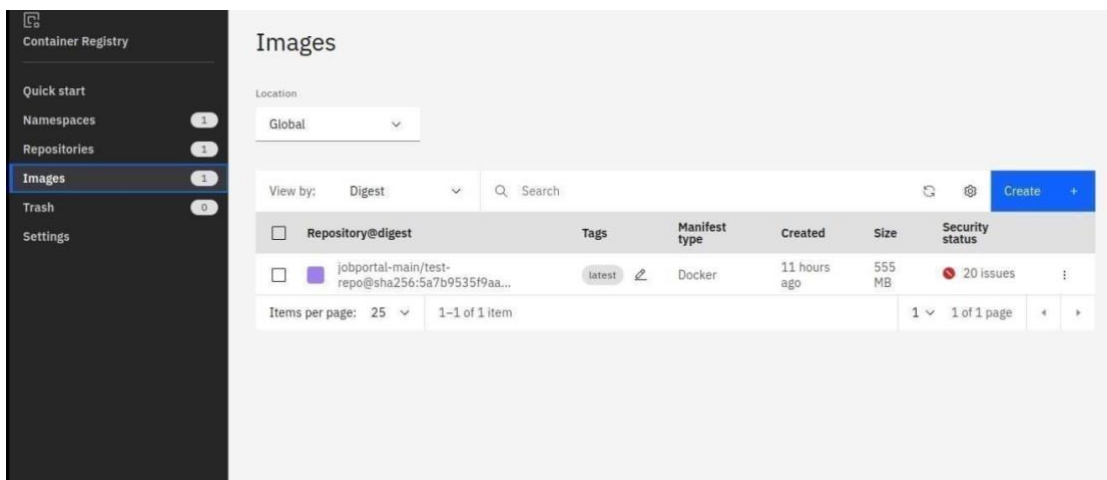 Container Registry
Quick start
Namespaces 1
Repositories 1
Images 1
Trash 0
Settings
Images
Location
Global
View by: Digest Search Create +
Repository@digest Tags Manifest type Created Size Security status
jobportal-main/test-
repo@sha256:5a7b9535f9aa... latest Docker 11 hours ago 555 MB 20 issues
Items per page: 25 1–1 of 1 item 1 1 of 1 page